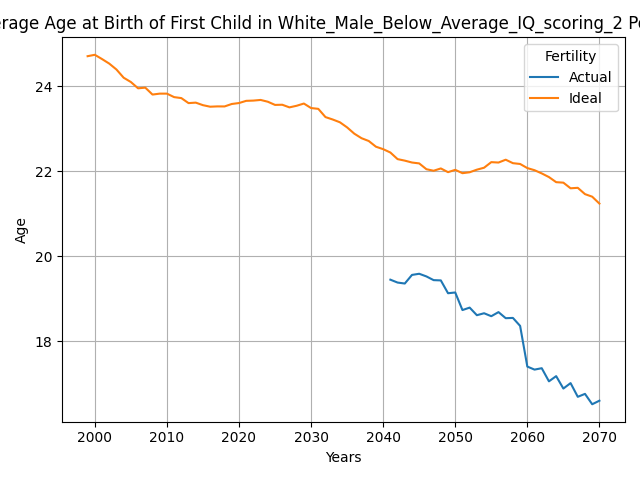 erage Age at Birth of First Child in White_Male_Below_Average_IQ_scoring_2 Po
Fertility
Actual
Ideal
24
22
20
18
Age
2000 2010 2020 2030 2040 2050 2060 2070
Years